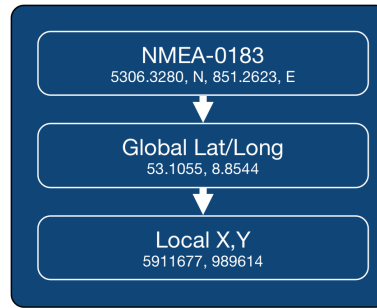 NMEA-0183
5306.3280, N, 851.2623, E
Global Lat/Long
53.1055, 8.8544
Local X,Y
5911677, 989614